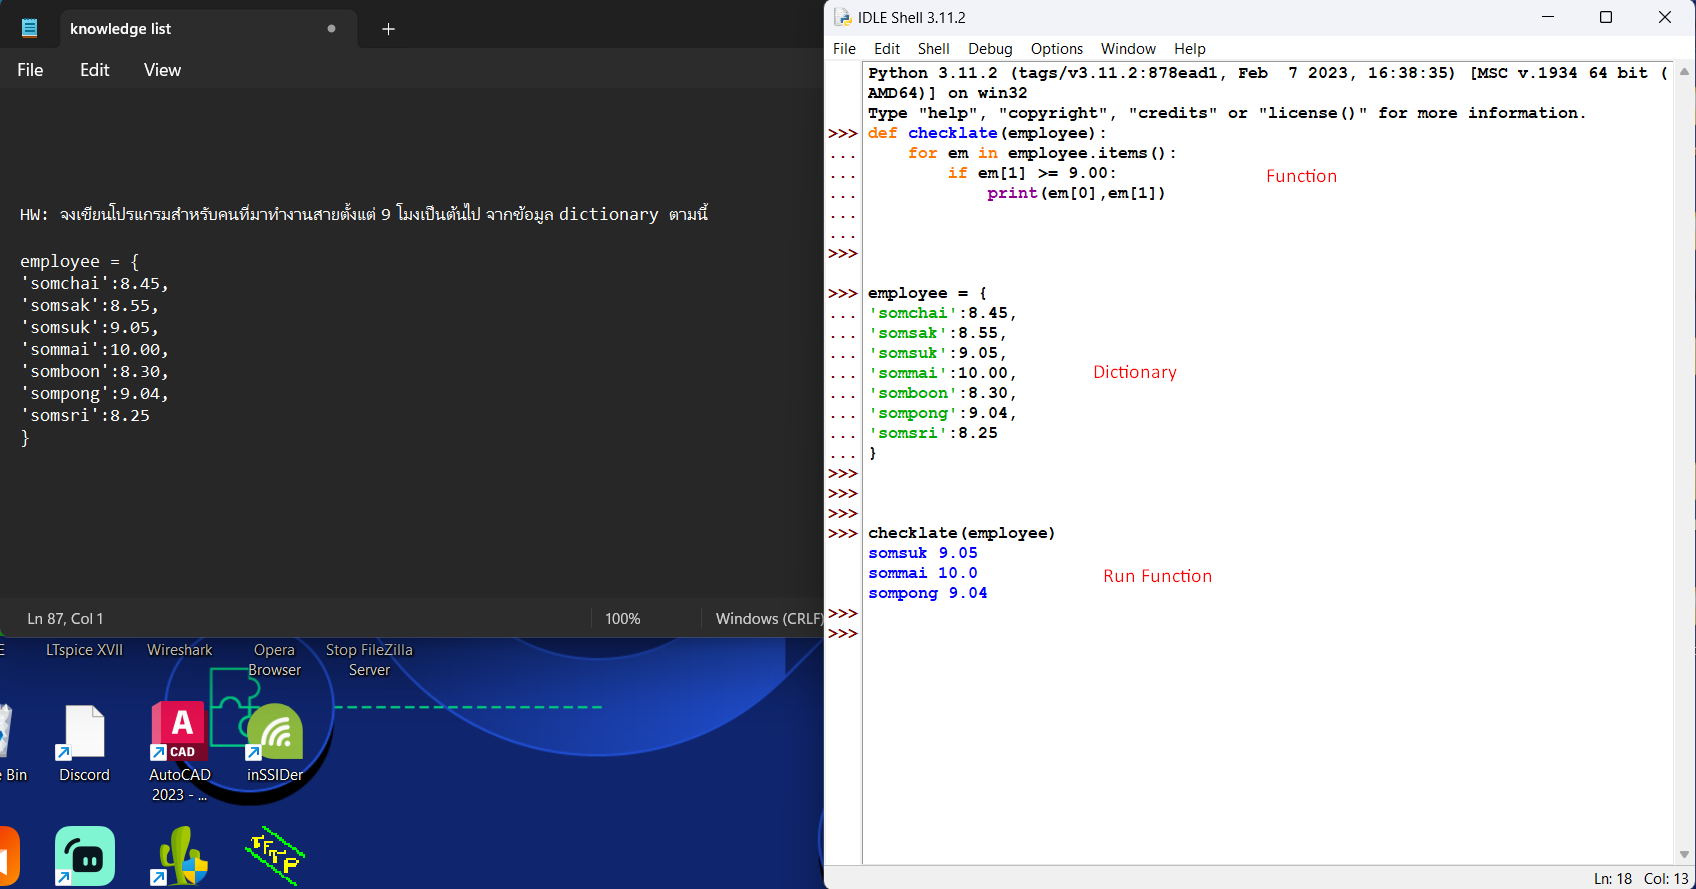 knowledge list
File Edit View
HW: จงเขียนโปรแกรมสำหรับคนที่มาทำงานสายตั้งแต่ 9 โมงเป็นต้นไป จากข้อมูล dictionary ตามนี้
employee = {
'somchai':8.45,
'somsak':8.55,
'somsuk':9.05,
'sommai':10.00,
'somboon':8.30,
'sompong':9.04,
'somsri':8.25
}
Ln 87, Col 1 100% Windows (CRLF)
E LTspice XVII Wireshark Opera Browser Stop FileZilla Server
e Bin Discord AutoCAD 2023 - ... inSSIDer
A CAD
TFTP
IDLE Shell 3.11.2
File Edit Shell Debug Options Window Help
Python 3.11.2 (tags/v3.11.2:878ead1, Feb  7 2023, 16:38:35) [MSC v.1934 64 bit (
AMD64)] on win32
Type "help", "copyright", "credits" or "license()" for more information.
>>> def checklate(employee):
...     for em in employee.items():
...         if em[1] >= 9.00:
Function
...             print(em[0],em[1])
...
...
>>>
>>> employee = {
... 'somchai':8.45,
... 'somsak':8.55,
... 'somsuk':9.05,
... 'sommai':10.00,
Dictionary
... 'somboon':8.30,
... 'sompong':9.04,
... 'somsri':8.25
... }
>>>
>>>
>>>
>>> checklate(employee)
somsuk 9.05
sommai 10.0
Run Function
sompong 9.04
>>>
>>>
Ln: 18 Col: 13